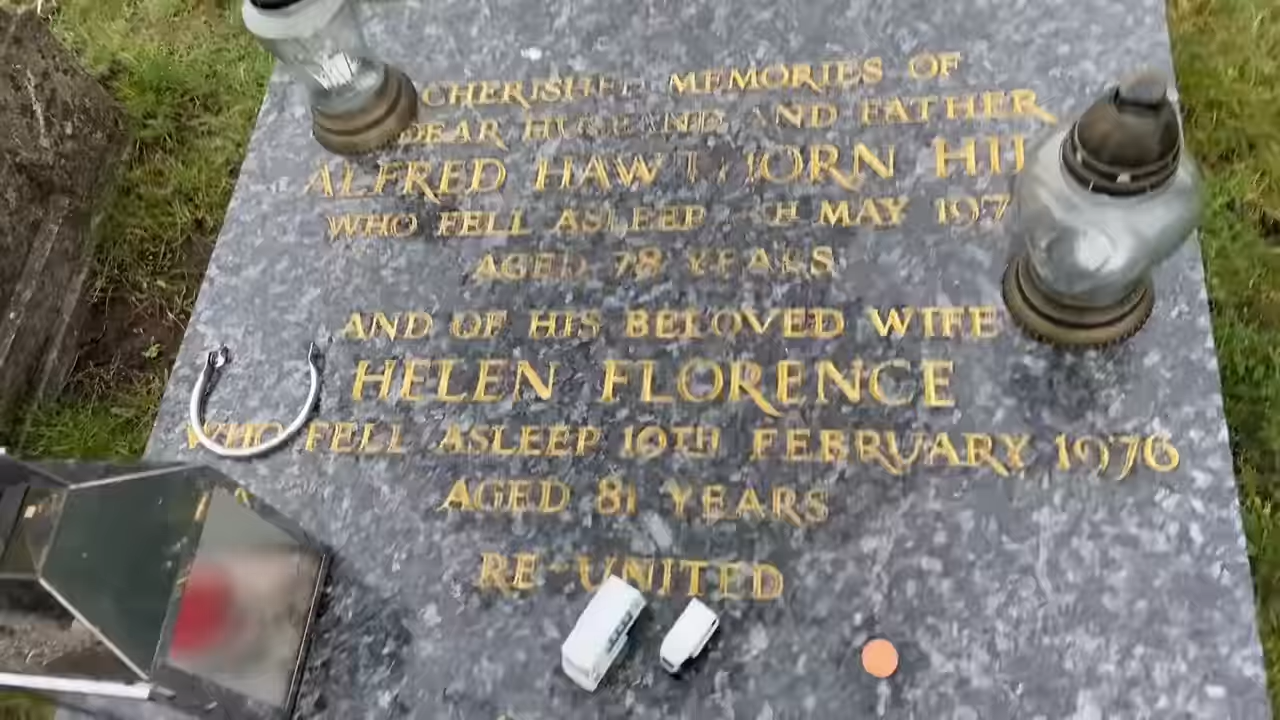 CHERISHED MEMORIES OF
DEAR HUSBAND AND FATHER
ALFRED HAWTHORN
WHO FELL ASLEEP MAY
AGED 78 YEARS
AND OF HIS BELOVED WIFE
HELEN FLORENCE
WHO FELL ASLEEP 10TH FEBRUARY 1976
AGED 81 YEARS
RE-UNITED